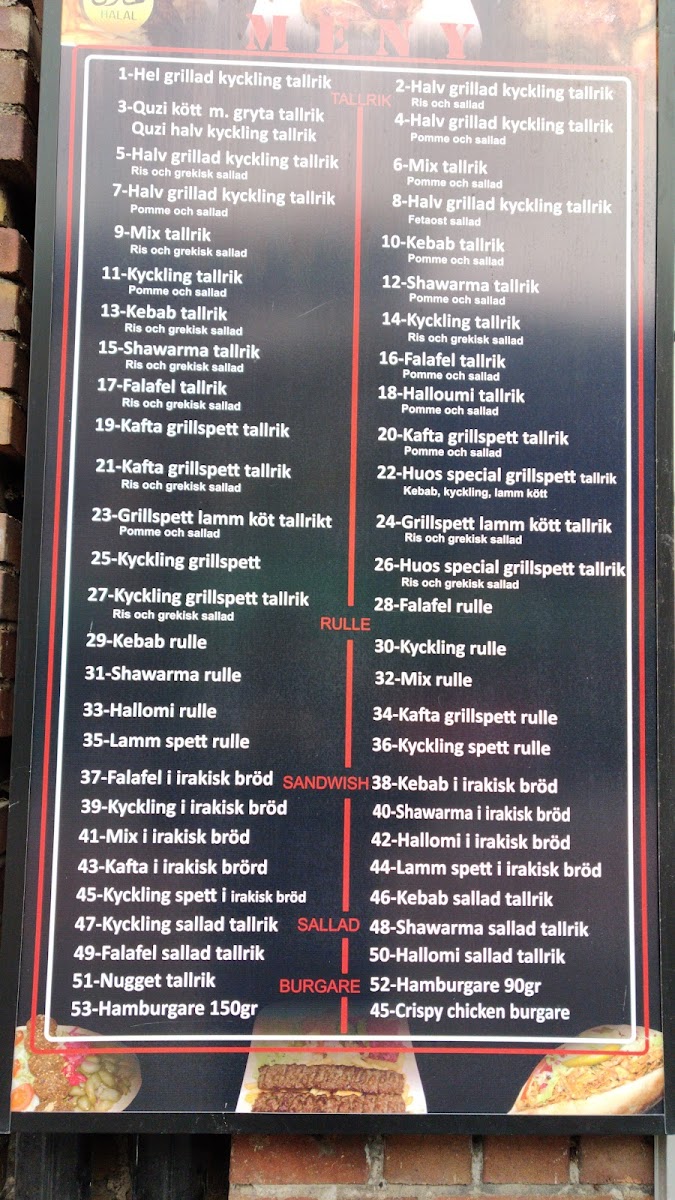 HALAL
MENY
TALLRIK
1-Hel grillad kyckling tallrik
2-Halv grillad kyckling tallrik
Ris och sallad
3-Quzi kött m. gryta tallrik
Quzi halv kyckling tallrik
4-Halv grillad kyckling tallrik
Pomme och sallad
5-Halv grillad kyckling tallrik
Ris och grekisk sallad
6-Mix tallrik
Pomme och sallad
7-Halv grillad kyckling tallrik
Pomme och sallad
8-Halv grillad kyckling tallrik
Fetaost sallad
9-Mix tallrik
Ris och grekisk sallad
10-Kebab tallrik
Pomme och sallad
11-Kyckling tallrik
Pomme och sallad
12-Shawarma tallrik
Pomme och sallad
13-Kebab tallrik
Ris och grekisk sallad
14-Kyckling tallrik
Ris och grekisk sallad
15-Shawarma tallrik
Ris och grekisk sallad
16-Falafel tallrik
Pomme och sallad
17-Falafel tallrik
Ris och grekisk sallad
18-Halloumi tallrik
Pomme och sallad
19-Kafta grillspett tallrik
20-Kafta grillspett tallrik
Pomme och sallad
21-Kafta grillspett tallrik
Ris och grekisk sallad
22-Huos special grillspett tallrik
Kebab, kyckling, lamm kött
23-Grillspett lamm köt tallrikt
Pomme och sallad
24-Grillspett lamm kött tallrik
Ris och grekisk sallad
25-Kyckling grillspett
26-Huos special grillspett tallrik
Ris och grekisk sallad
27-Kyckling grillspett tallrik
Ris och grekisk sallad
28-Falafel rulle
RULLE
29-Kebab rulle
30-Kyckling rulle
31-Shawarma rulle
32-Mix rulle
33-Hallomi rulle
34-Kafta grillspett rulle
35-Lamm spett rulle
36-Kyckling spett rulle
SANDWISH
37-Falafel i irakisk bröd
38-Kebab i irakisk bröd
39-Kyckling i irakisk bröd
40-Shawarma i irakisk bröd
41-Mix i irakisk bröd
42-Hallomi i irakisk bröd
43-Kafta i irakisk brörd
44-Lamm spett i irakisk bröd
45-Kyckling spett i irakisk bröd
46-Kebab sallad tallrik
SALLAD
47-Kyckling sallad tallrik
48-Shawarma sallad tallrik
49-Falafel sallad tallrik
50-Hallomi sallad tallrik
BURGARE
51-Nugget tallrik
52-Hamburgare 90gr
53-Hamburgare 150gr
45-Crispy chicken burgare